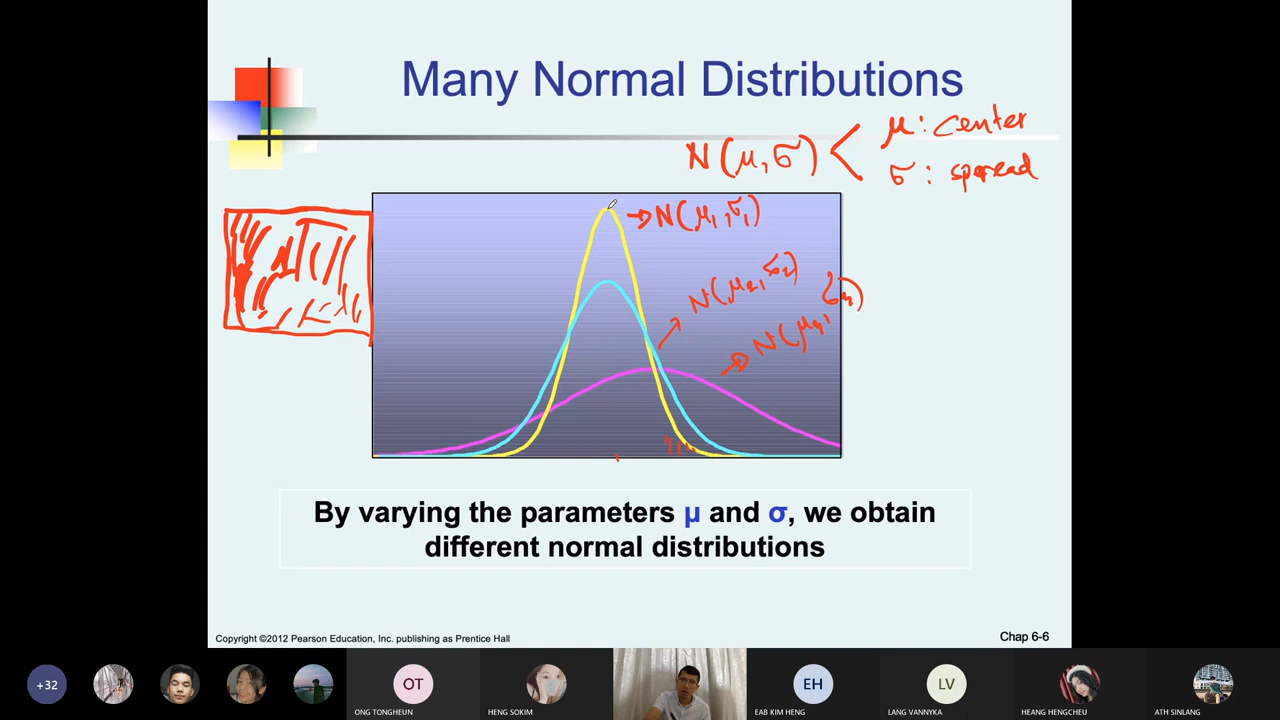 Many Normal Distributions
N(μ,σ) < μ: center
σ: spread
→ N(μ₁,σ₁)
N(μ₂,σ₂)
By varying the parameters μ and σ, we obtain
different normal distributions
Copyright ©2012 Pearson Education, Inc. publishing as Prentice Hall
Chap 6-6
+32
OT
EH
LV
ONG TONGHEUN
HENG SOKIM
EAB KIM HENG
LANG VANNYKA
HEANG HENGCHEU
ATH SINLANG